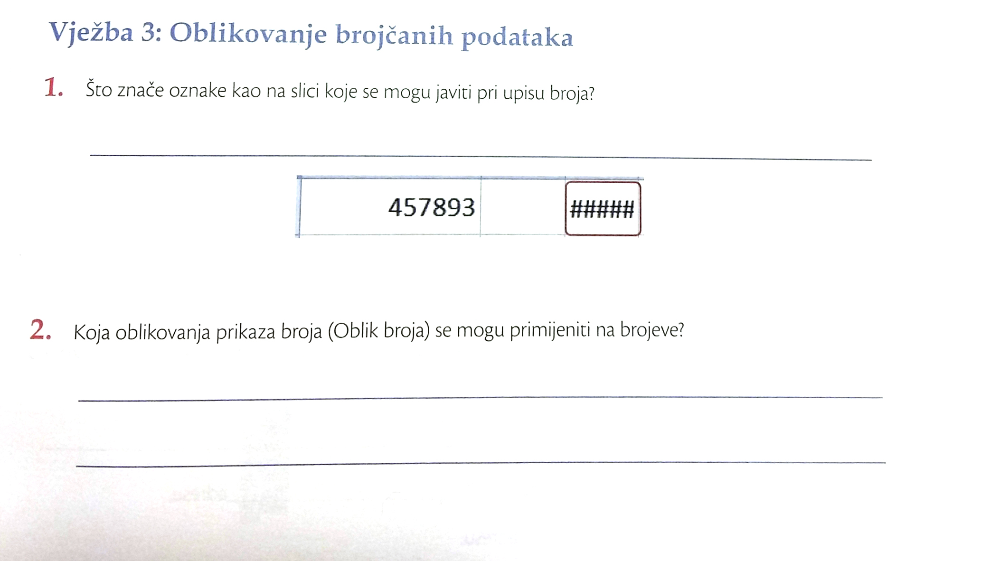 Vježba 3: Oblikovanje brojčanih podataka
1. Što znače oznake kao na slici koje se mogu javiti pri upisu broja?
457893 #####
2. Koja oblikovanja prikaza broja (Oblik broja) se mogu primijeniti na brojeve?